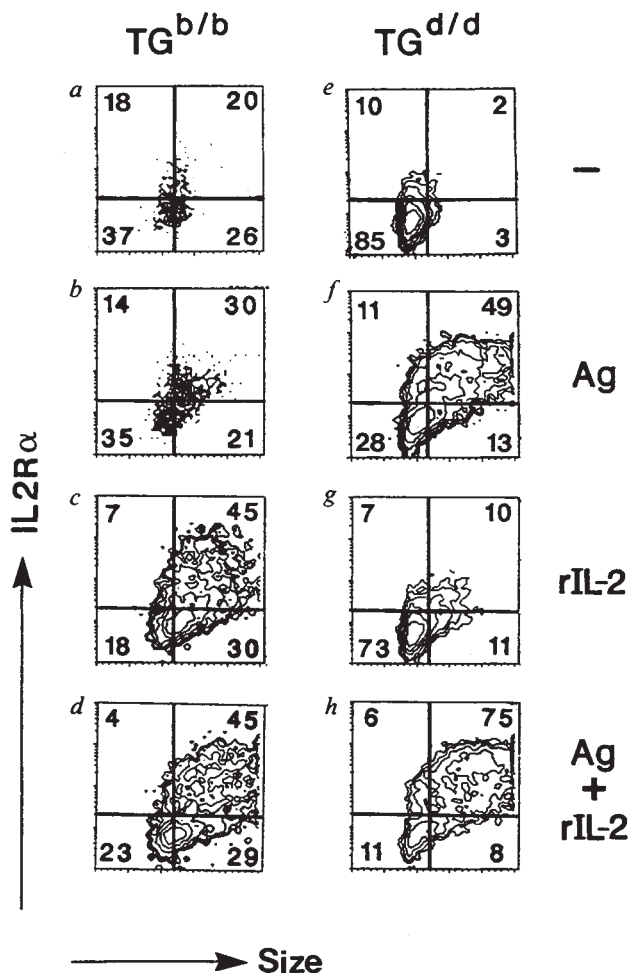 TG^b/b TG^d/d
a 18 20 37 26
e 10 2 85 3
–
b 14 30 35 21
f 11 49 28 13
Ag
c 7 45 18 30
g 7 10 73 11
rIL-2
d 4 45 23 29
h 6 75 11 8
Ag
+
rIL-2
IL2Rα
Size